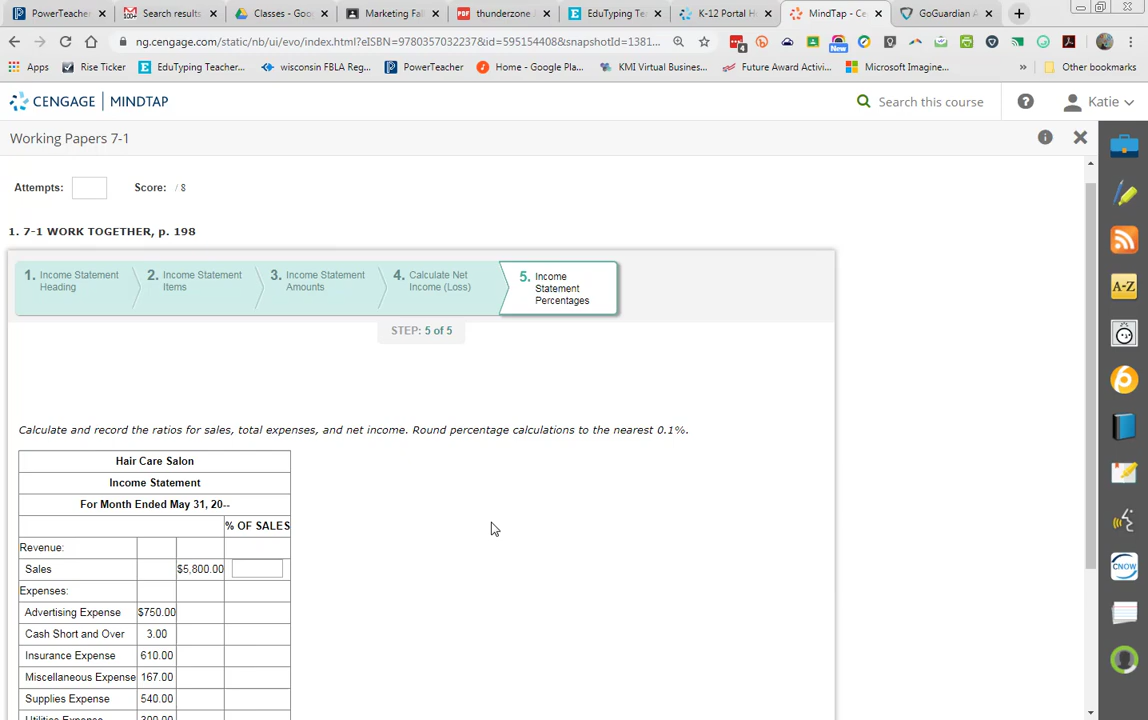 PowerTeacher
Search results
Classes - Goo
Marketing Fa
thunderzone.
EduTyping Te
K-12 Portal H
MindTap - Ce
GoGuardian
ng.cengage.com/static/nb/ui/evo/index.html?eISBN=9780357032237&id=595154408&snapshotId=1381...
4
New
Apps
Rise Ticker
EduTyping Teacher...
wisconsin FBLA Reg...
PowerTeacher
Home - Google Pla...
KMI Virtual Busines...
Future Award Activi...
Microsoft Imagine...
»
Other bookmarks
CENGAGE | MINDTAP
Search this course
Katie
Working Papers 7-1
Attempts:
Score: / 8
1. 7-1 WORK TOGETHER, p. 198
1. Income Statement Heading
2. Income Statement Items
3. Income Statement Amounts
4. Calculate Net Income (Loss)
5. Income Statement Percentages
STEP: 5 of 5
Calculate and record the ratios for sales, total expenses, and net income. Round percentage calculations to the nearest 0.1%.
Hair Care Salon
Income Statement
For Month Ended May 31, 20--
% OF SALES
Revenue:
Sales $5,800.00
Expenses:
Advertising Expense $750.00
Cash Short and Over 3.00
Insurance Expense 610.00
Miscellaneous Expense 167.00
Supplies Expense 540.00
Utilities Expense 300.00
A-Z
CNOW